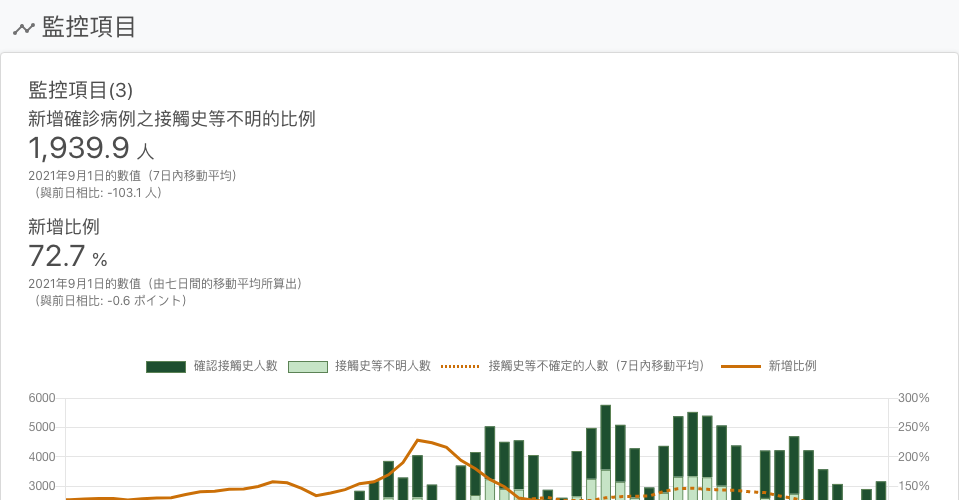 監控項目
監控項目(3)
新增確診病例之接觸史等不明的比例
1,939.9 人
2021年9月1日的數值（7日內移動平均）
（與前日相比: -103.1 人）
新增比例
72.7 %
2021年9月1日的數值（由七日間的移動平均所算出）
（與前日相比: -0.6 ポイント）
確認接觸史人數 接觸史等不明人數 接觸史等不確定的人數（7日內移動平均） 新增比例
6000 300%
5000 250%
4000 200%
3000 150%